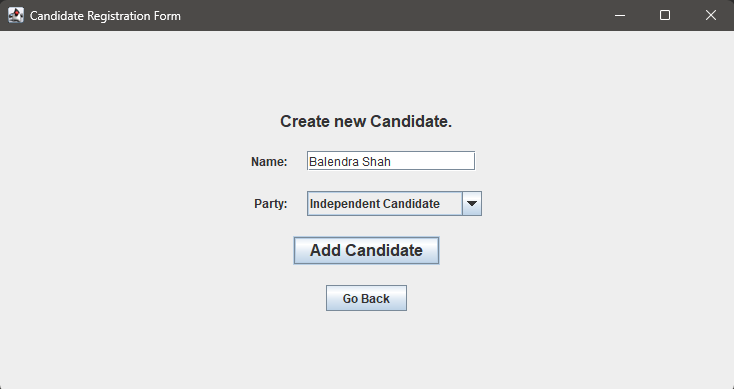 Candidate Registration Form
Create new Candidate.
Name: Balendra Shah
Party: Independent Candidate
Add Candidate
Go Back